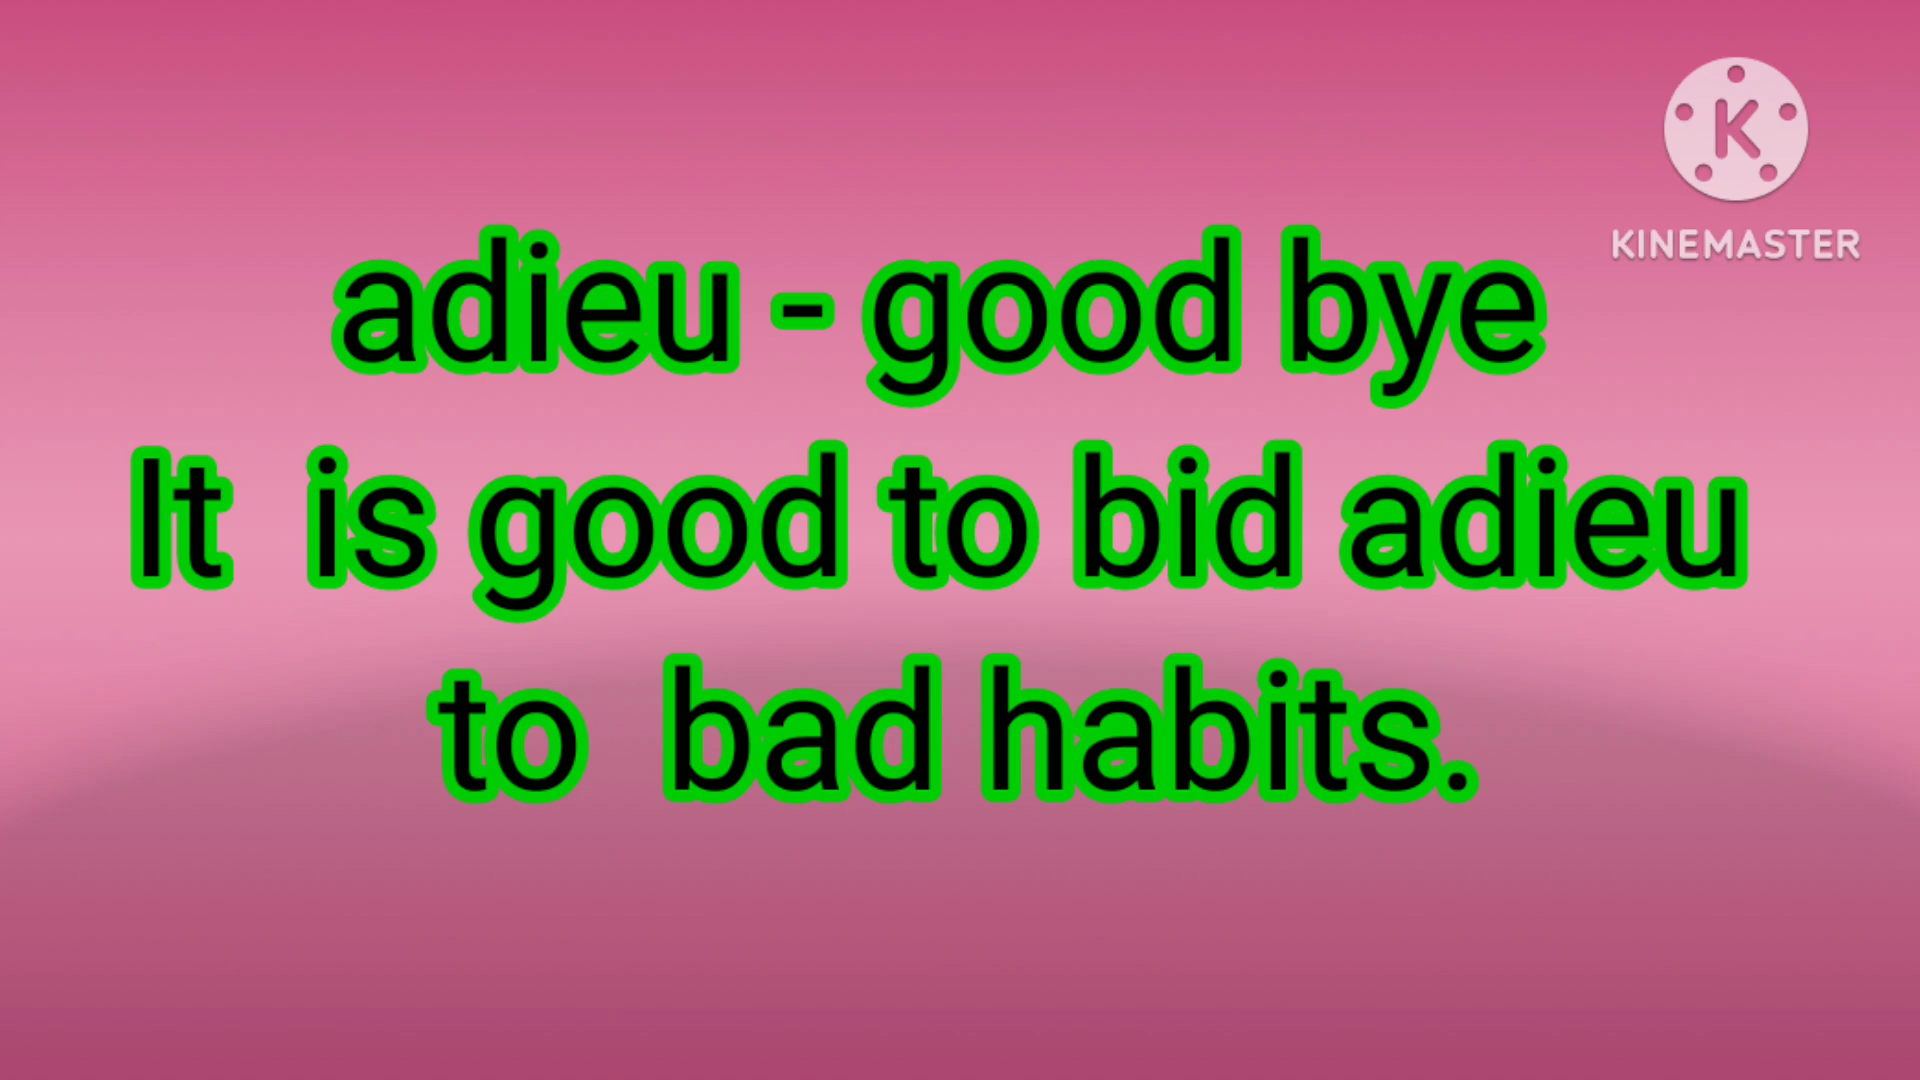 K
KINEMASTER
adieu - good bye
It is good to bid adieu
to bad habits.